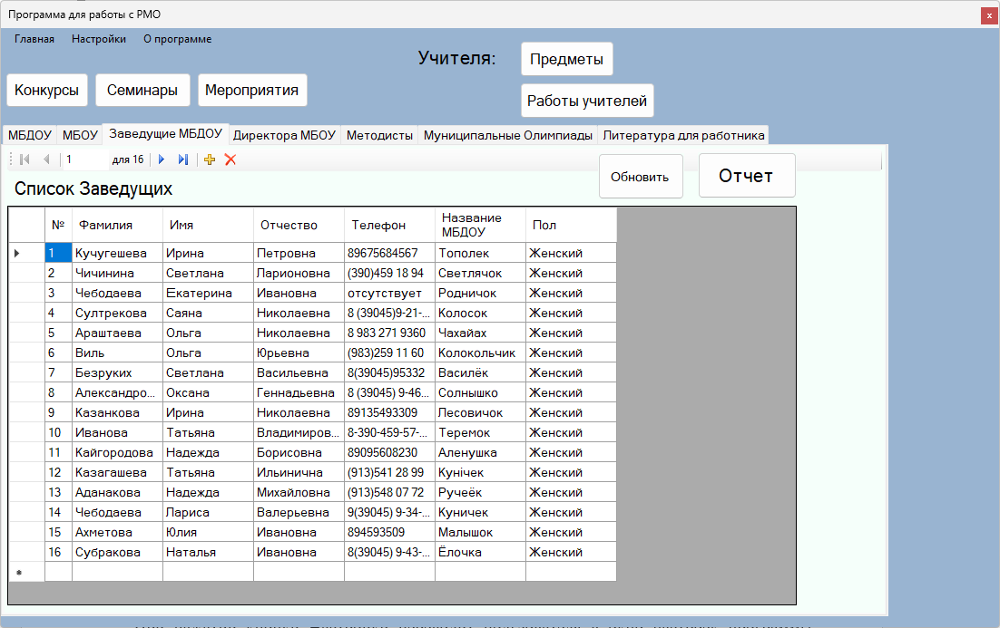 Программа для работы с РМО
x
Главная Настройки О программе
Учителя: Предметы
Конкурсы Семинары Мероприятия
Работы учителей
МБДОУ МБОУ Заведущие МБДОУ Директора МБОУ Методисты Муниципальные Олимпиады Литература для работника
1 для 16
Обновить Отчет
Список Заведущих
№ Фамилия Имя Отчество Телефон Название МБДОУ Пол
1 Кучугешева Ирина Петровна 89675684567 Тополек Женский
2 Чичинина Светлана Ларионовна (390)459 18 94 Светлячок Женский
3 Чебодаева Екатерина Ивановна отсутствует Родничок Женский
4 Султрекова Саяна Николаевна 8 (39045)9-21-... Колосок Женский
5 Араштаева Ольга Николаевна 8 983 271 9360 Чахайах Женский
6 Виль Ольга Юрьевна (983)259 11 60 Колокольчик Женский
7 Безруких Светлана Васильевна 8(39045)95332 Василёк Женский
8 Александро... Оксана Геннадьевна 8 (39045) 9-46... Солнышко Женский
9 Казанкова Ирина Николаевна 89135493309 Лесовичок Женский
10 Иванова Татьяна Владимиров... 8-390-459-57-... Теремок Женский
11 Кайгородова Надежда Борисовна 89095608230 Аленушка Женский
12 Казагашева Татьяна Ильинична (913)541 28 99 Кунiчек Женский
13 Аданакова Надежда Михайловна (913)548 07 72 Ручеёк Женский
14 Чебодаева Лариса Валерьевна 9(39045) 9-34-... Куничек Женский
15 Ахметова Юлия Ивановна 894593509 Малышок Женский
16 Субракова Наталья Ивановна 8(39045) 9-43-... Ёлочка Женский